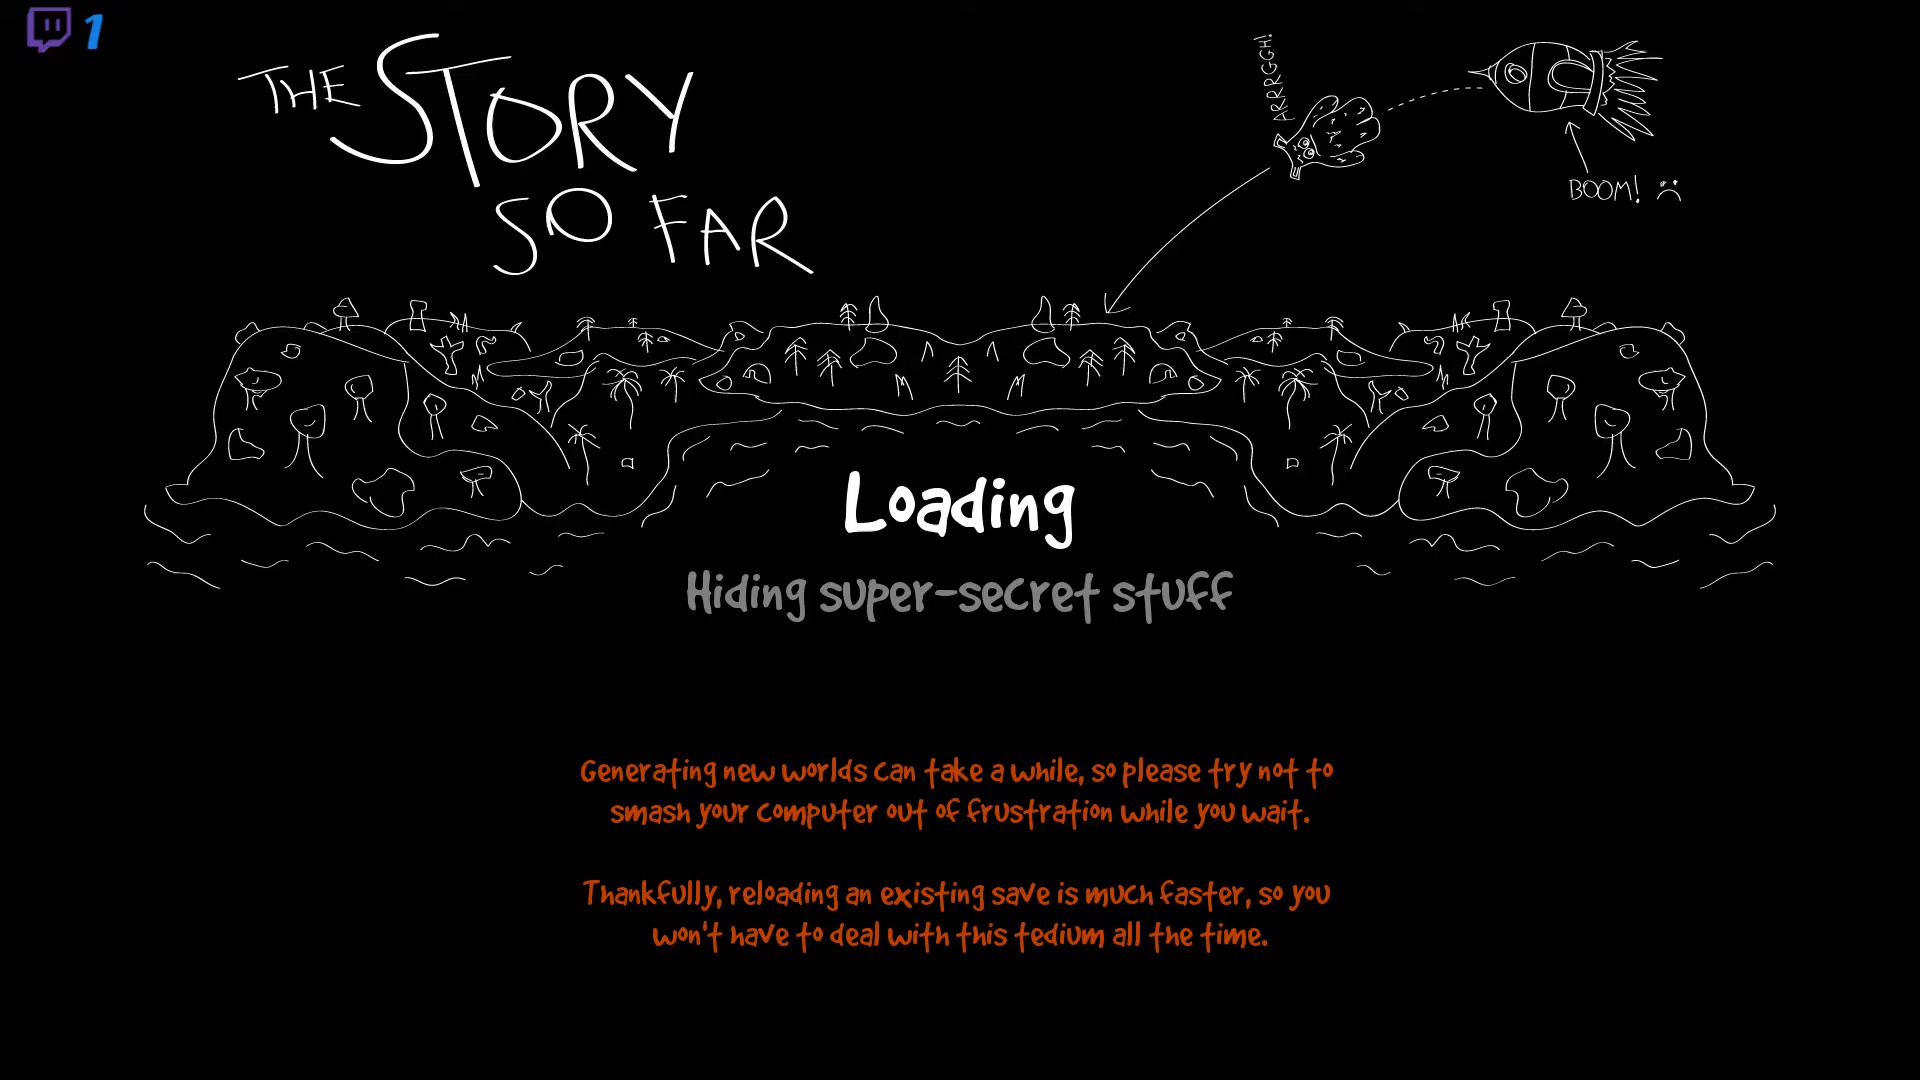 1
THE STORY
SO FAR
ARRRGGH!
BOOM!
Loading
Hiding super-secret stuff
Generating new worlds can take a while, so please try not to
smash your computer out of frustration while you wait.
Thankfully, reloading an existing save is much faster, so you
won't have to deal with this tedium all the time.